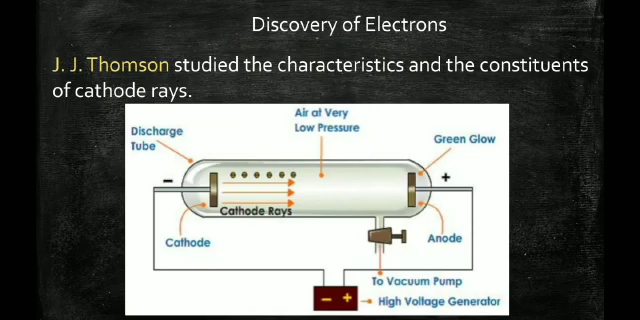 Discovery of Electrons
J. J. Thomson studied the characteristics and the constituents
of cathode rays.
Air at Very
Low Pressure
Discharge
Tube
Green Glow
–
+
Cathode Rays
Cathode
Anode
To Vacuum Pump
– +
High Voltage Generator